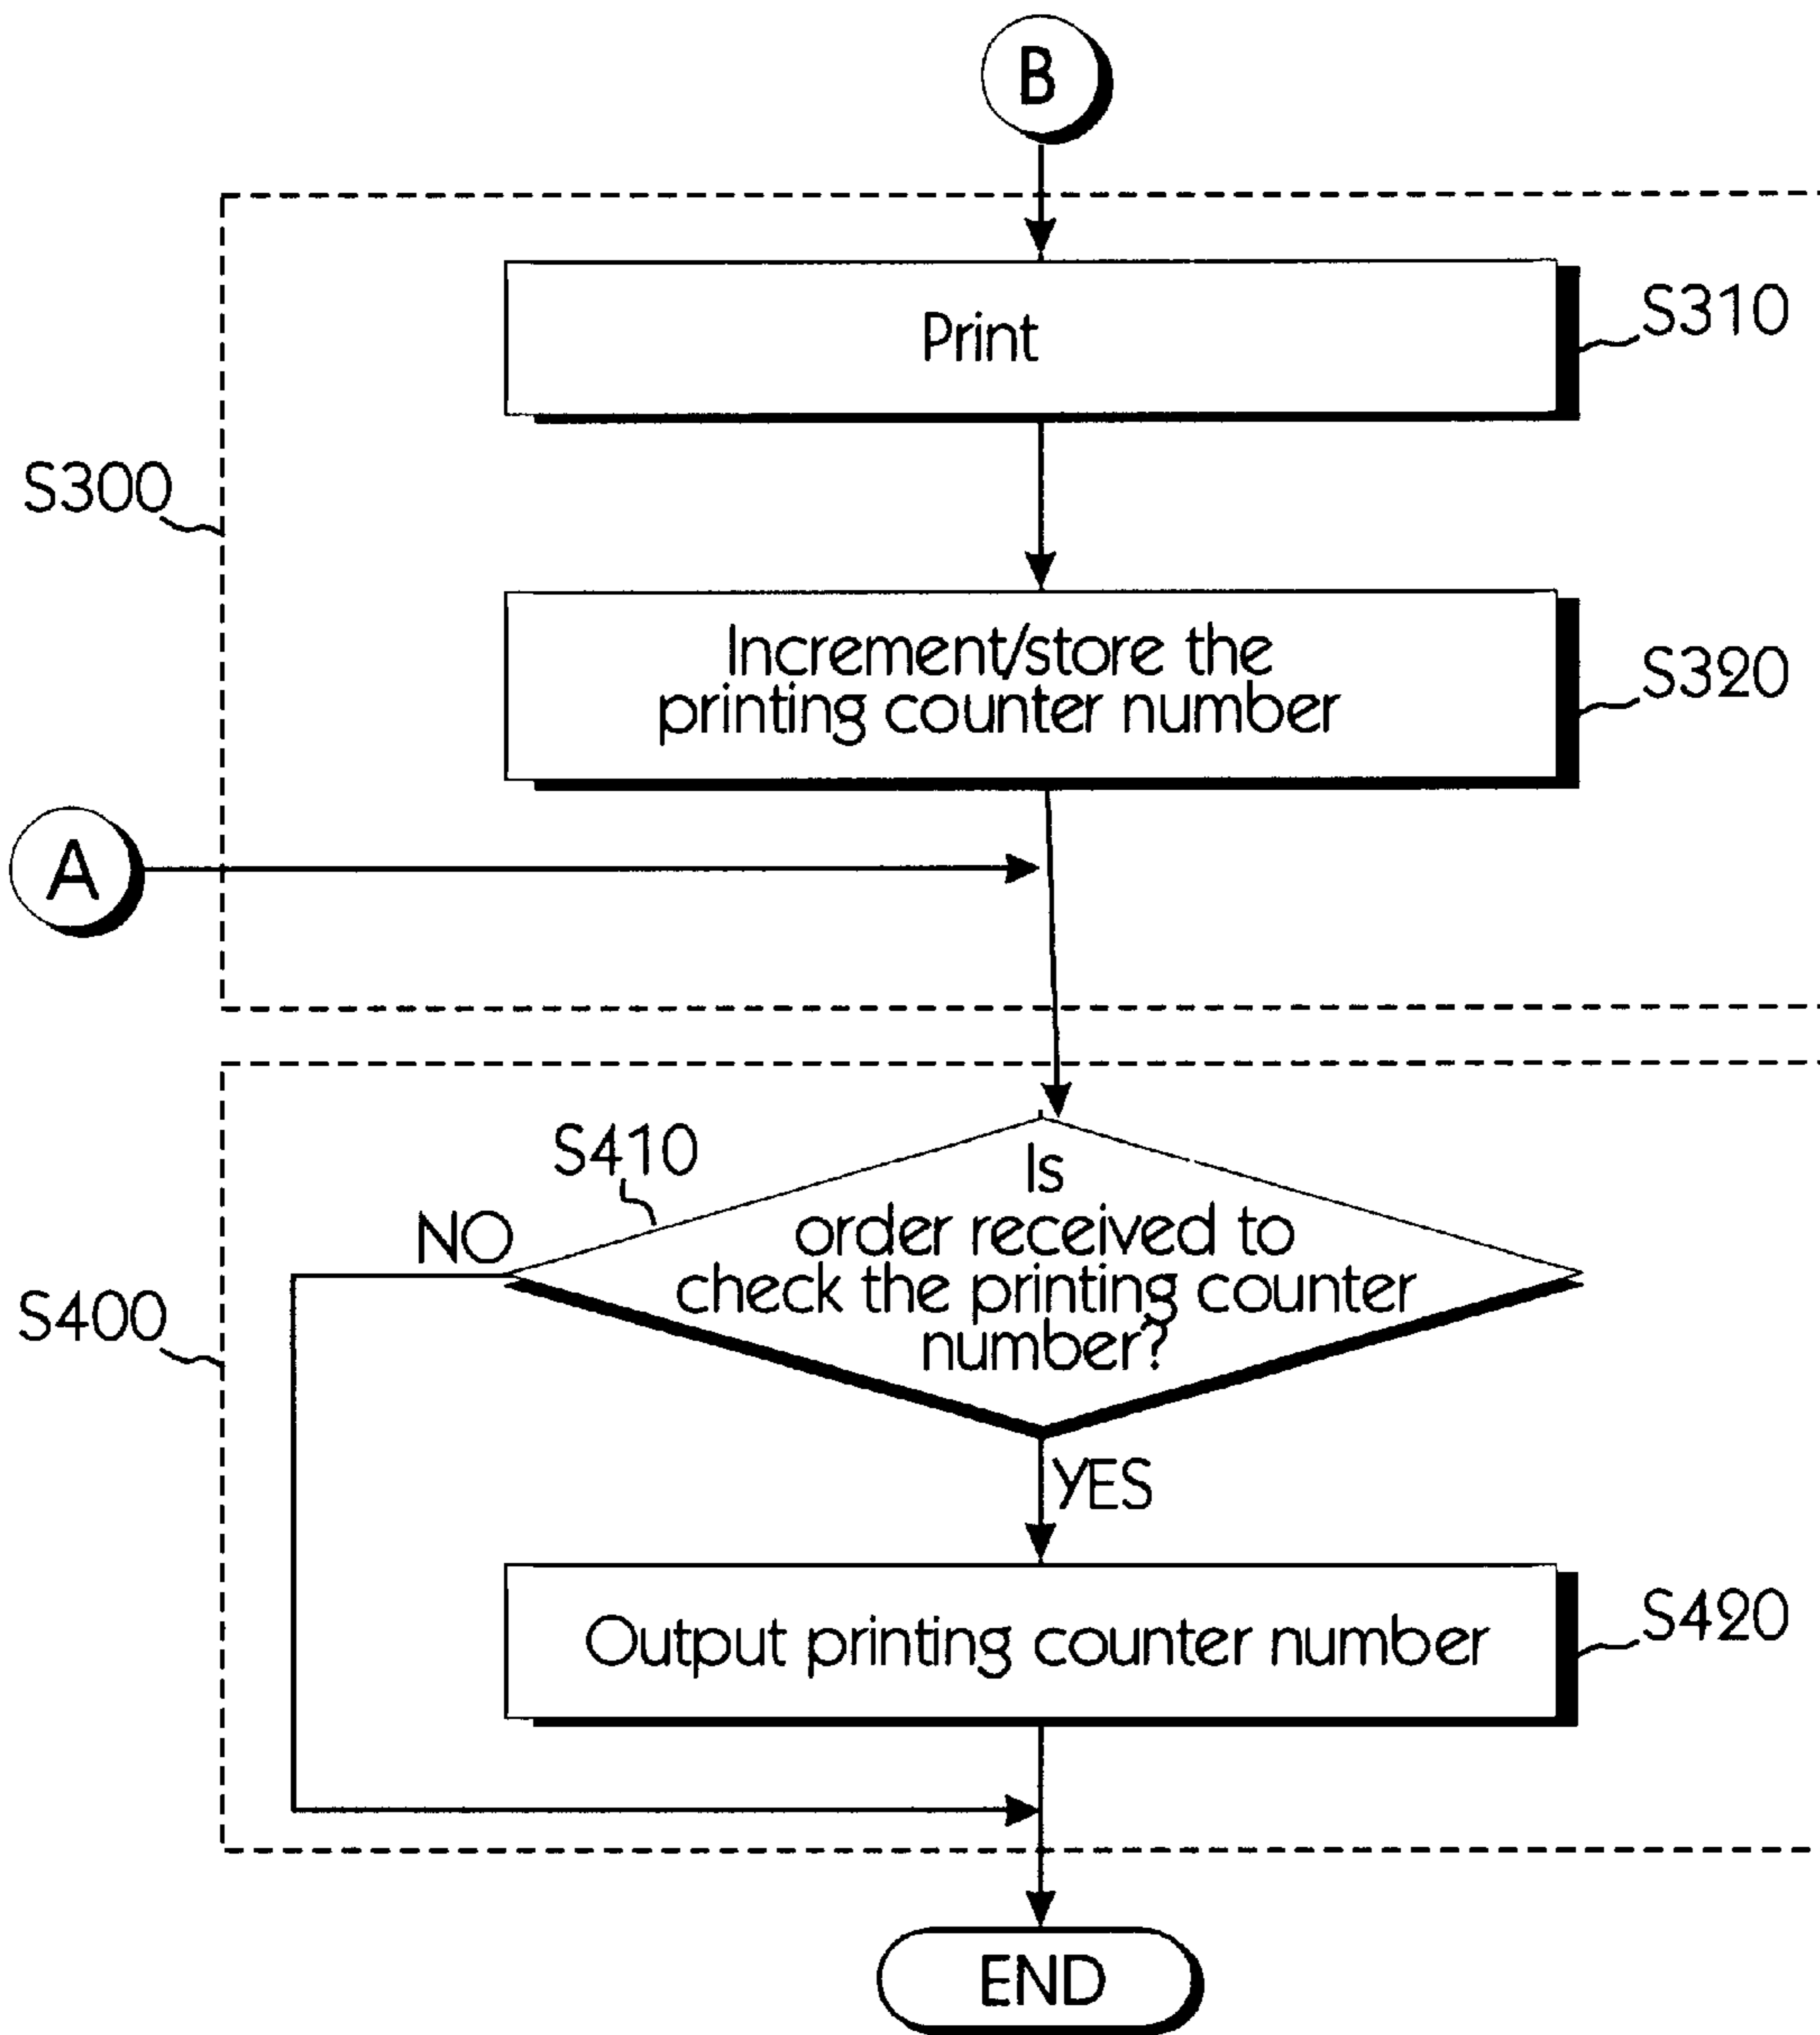 B
Print
S310
S300
Increment/store the
printing counter number
S320
A
S410
Is
order received to
check the printing counter
number?
NO
S400
YES
Output printing counter number
S420
END